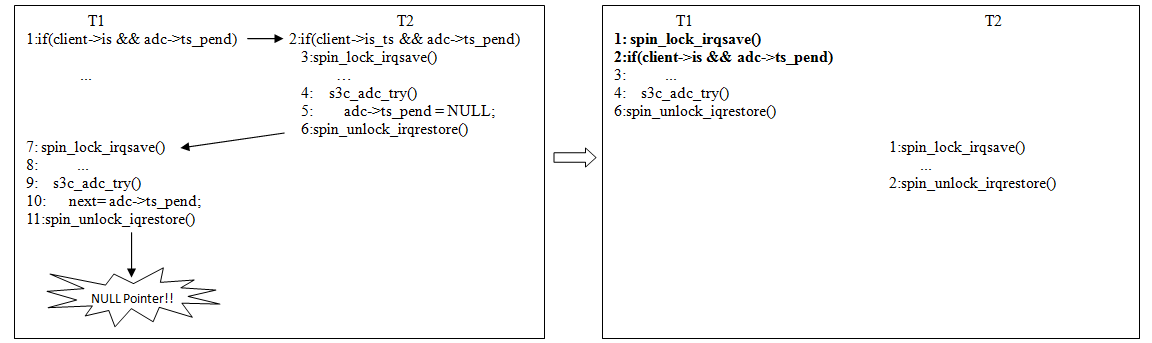 T1 T2
1:if(client->is && adc->ts_pend) 2:if(client->is_ts && adc->ts_pend)
3:spin_lock_irqsave()
... ...
4: s3c_adc_try()
5: adc->ts_pend = NULL;
6:spin_unlock_irqrestore()
7: spin_lock_irqsave()
8: ...
9: s3c_adc_try()
10: next= adc->ts_pend;
11:spin_unlock_iqrestore()
NULL Pointer!!
T1 T2
1: spin_lock_irqsave()
2:if(client->is && adc->ts_pend)
3: ...
4: s3c_adc_try()
6:spin_unlock_iqrestore()
1:spin_lock_irqsave()
...
2:spin_unlock_irqrestore()